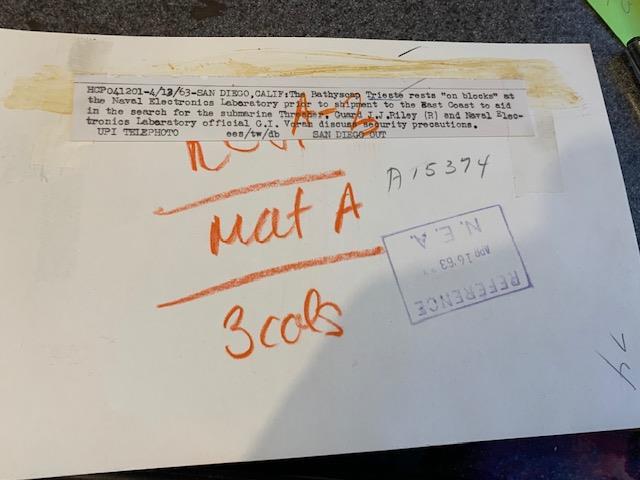 HCP041201-4/12/63-SAN DIEGO,CALIF:The Bathyscap Trieste rests "on blocks" at
the Naval Electronics Laboratory prior to shipment to the East Coast to aid
in the search for the submarine Thresher. Guard J.J.Riley (R) and Naval Elec-
tronics Laboratory official G.I. Voran discuss security precautions.
UPI TELEPHOTO ees/tw/db SAN DIEGO OUT
A15374
Mat A
3 cols
REFERENCE
APR 16 '63
N. E. A.